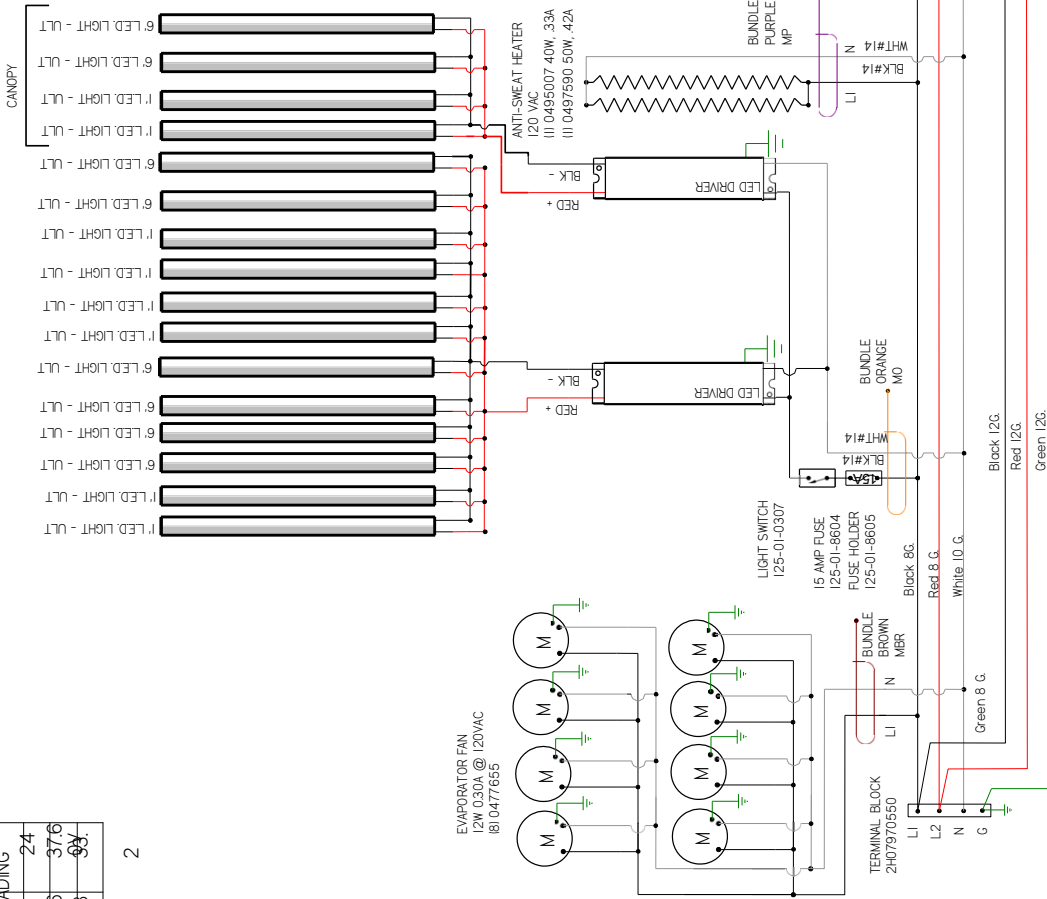 CANOPY
6' LED. LIGHT - ULT
6' LED. LIGHT - ULT
1' LED. LIGHT - ULT
1' LED. LIGHT - ULT
6' LED. LIGHT - ULT
6' LED. LIGHT - ULT
1' LED. LIGHT - ULT
1' LED. LIGHT - ULT
1' LED. LIGHT - ULT
1' LED. LIGHT - ULT
6' LED. LIGHT - ULT
6' LED. LIGHT - ULT
6' LED. LIGHT - ULT
6' LED. LIGHT - ULT
1' LED. LIGHT - ULT
1' LED. LIGHT - ULT
ANTI-SWEAT HEATER
120 VAC
(1) 0495007 40W, .33A
(1) 0497590 50W, .42A
BUNDLE
PURPLE
MP
N
WHT#14
BLK#14
L1
BLK -
RED +
LED DRIVER
BLK -
RED +
LED DRIVER
BUNDLE
ORANGE
MO
WHT#14
BLK#14
15A
LIGHT SWITCH
125-01-0307
15 AMP FUSE
125-01-8604
FUSE HOLDER
125-01-8605
Black 8G.
Red 8 G.
White 10 G.
Black 12G.
Red 12G.
Green 12G.
EVAPORATOR FAN
12W 0.30A @ 120VAC
(8) 0477655
M
M
M
M
M
M
M
M
BUNDLE
BROWN
MBR
N
L1
Green 8 G.
TERMINAL BLOCK
2H07970550
L1
L2
N
G
ADING
24
37.6
2